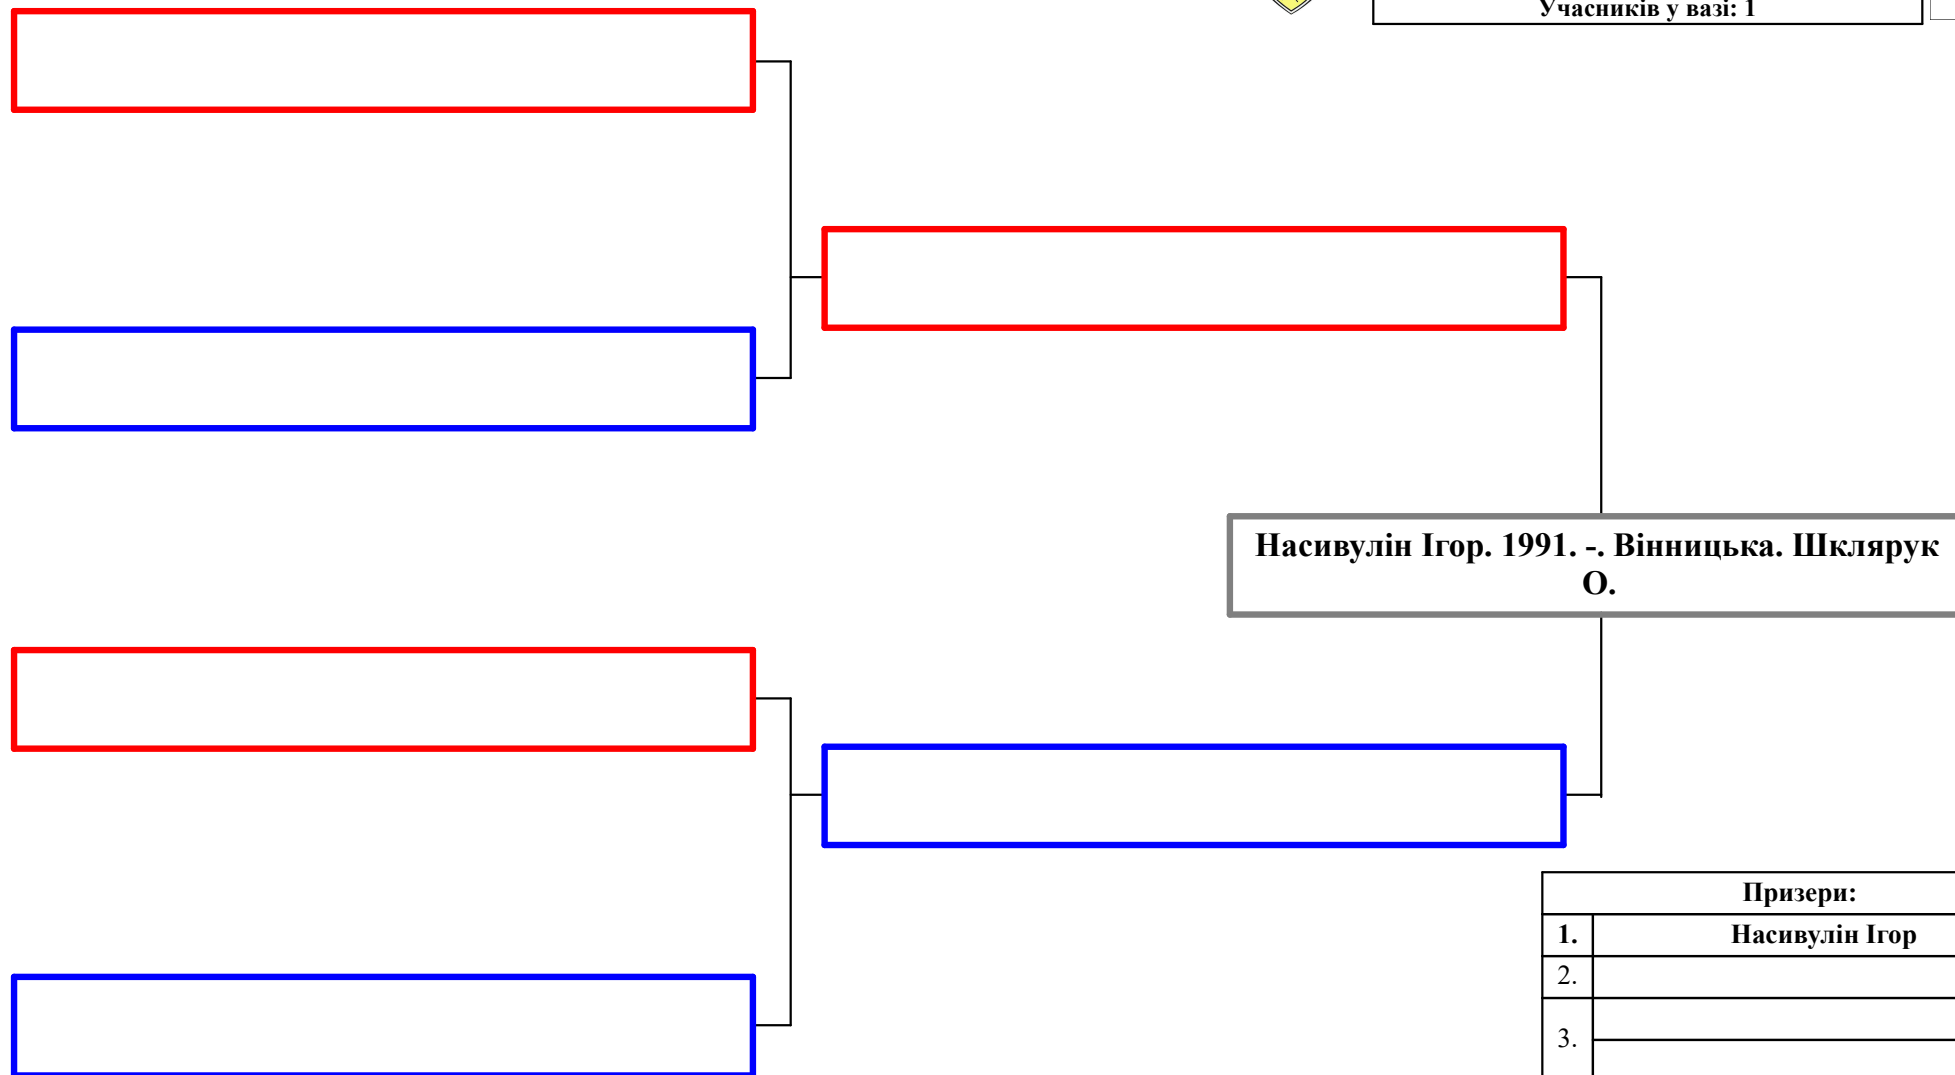 Учасників у вазі: 1
Насивулін Ігор. 1991. -. Вінницька. Шклярук
О.
Призери:
1. Насивулін Ігор
2.
3.